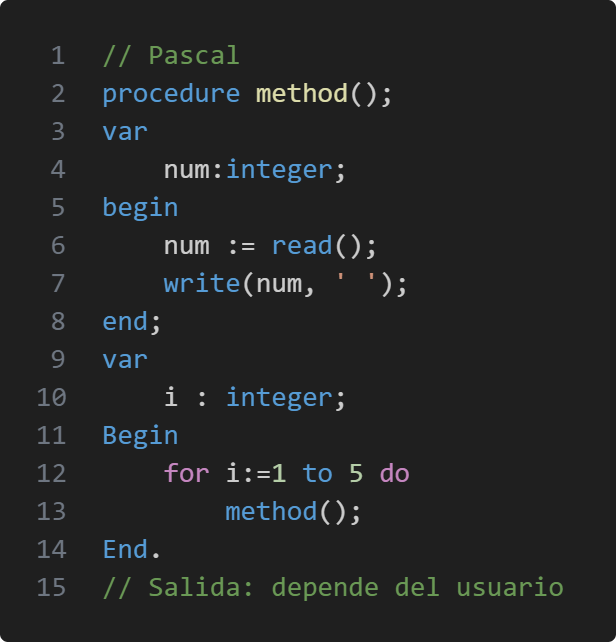 1 // Pascal
2 procedure method();
3 var
4     num:integer;
5 begin
6     num := read();
7     write(num, ' ');
8 end;
9 var
10     i : integer;
11 Begin
12     for i:=1 to 5 do
13         method();
14 End.
15 // Salida: depende del usuario